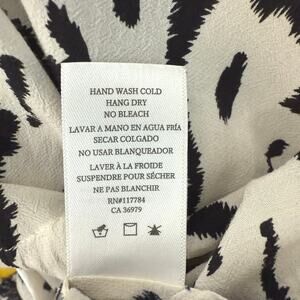 HAND WASH COLD
HANG DRY
NO BLEACH
LAVAR A MANO EN AGUA FRÍA
SECAR COLGADO
NO USAR BLANQUEADOR
LAVER À LA FROIDE
SUSPENDRE POUR SÉCHER
NE PAS BLANCHIR
RN#117784
CA 36979